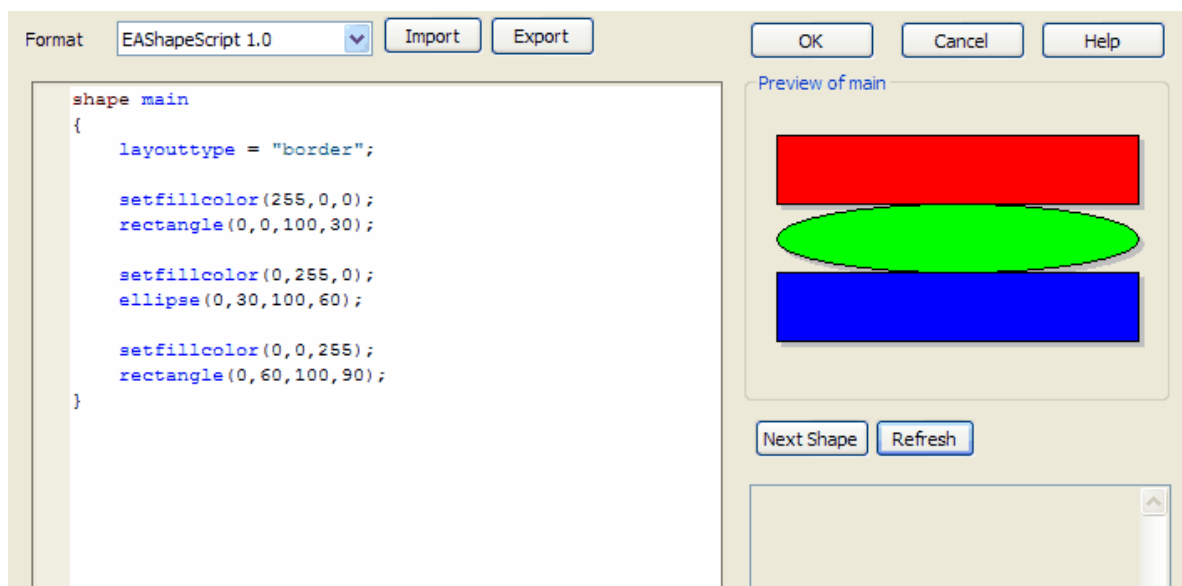 Format EAShapeScript 1.0 Import Export OK Cancel Help
shape main
{
layouttype = "border";
setfillcolor(255,0,0);
rectangle(0,0,100,30);
setfillcolor(0,255,0);
ellipse(0,30,100,60);
setfillcolor(0,0,255);
rectangle(0,60,100,90);
}
Preview of main
Next Shape Refresh